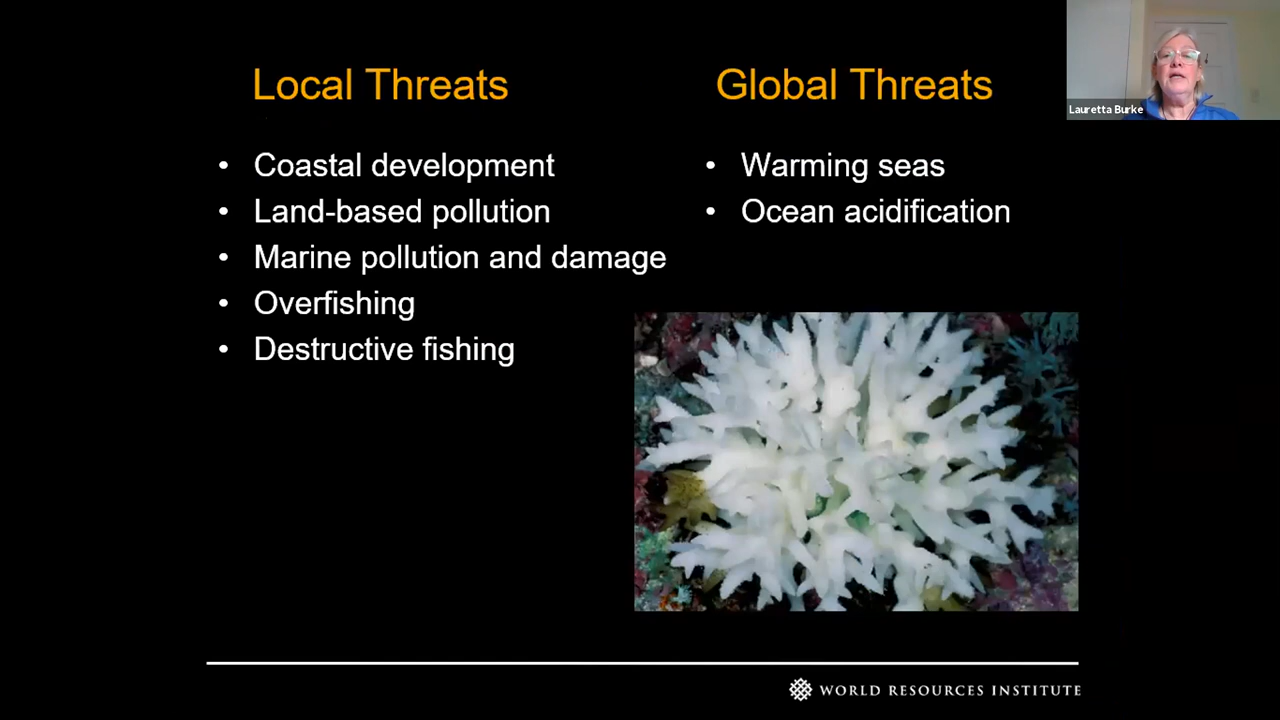 Local Threats
Coastal development
Land-based pollution
Marine pollution and damage
Overfishing
Destructive fishing
Global Threats
Warming seas
Ocean acidification
Lauretta Burke
WORLD RESOURCES INSTITUTE